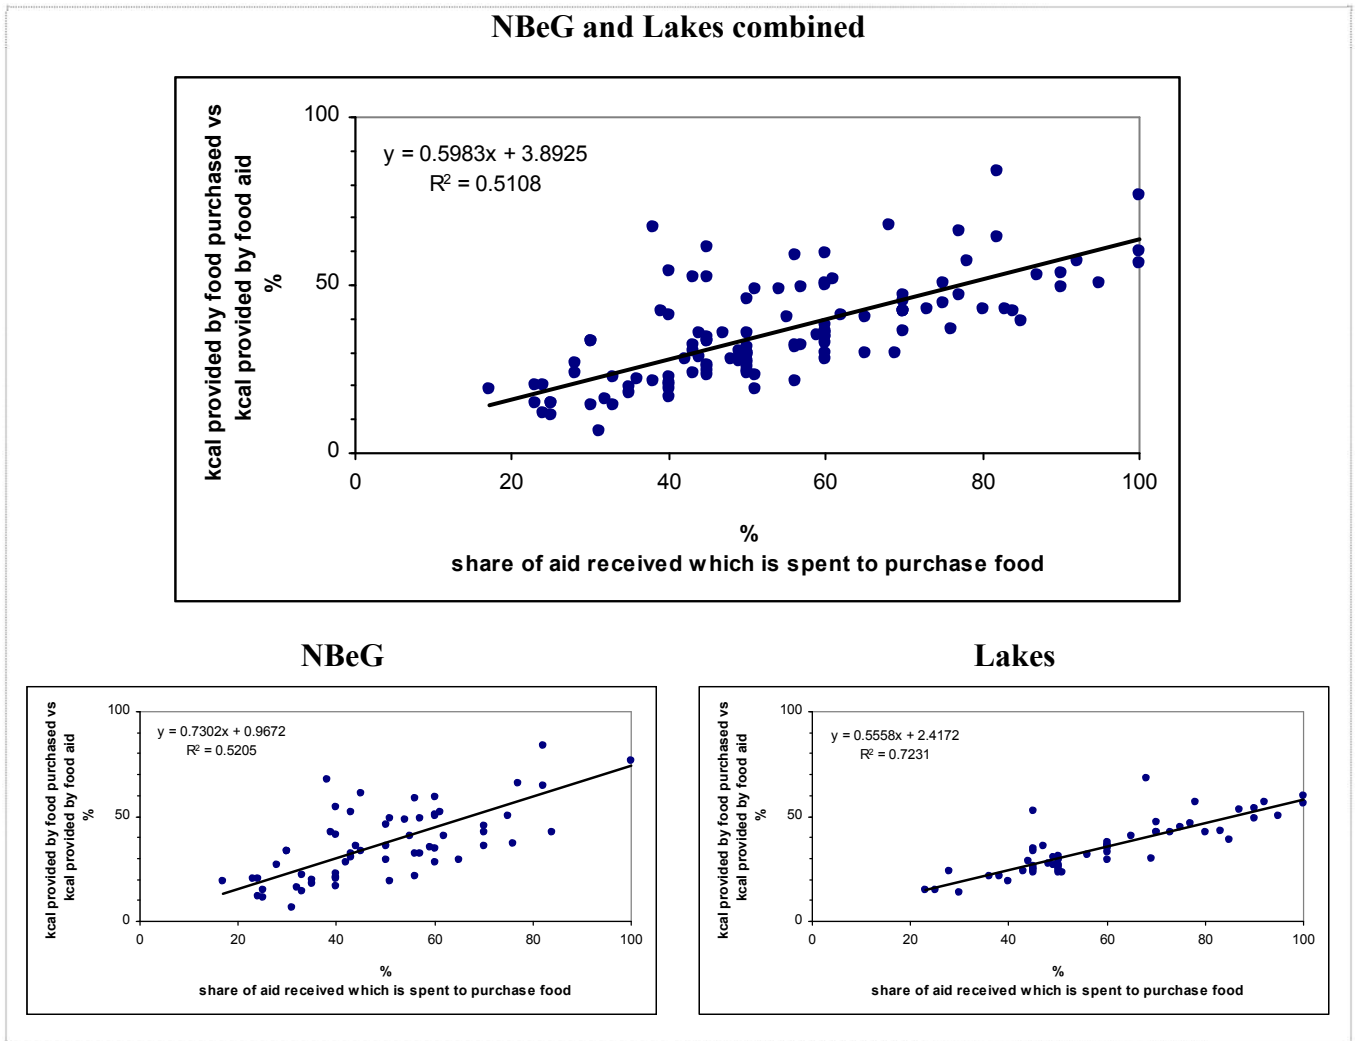 NBeG and Lakes combined
kcal provided by food purchased vs
kcal provided by food aid
%
100
50
0
y = 0.5983x + 3.8925
R² = 0.5108
0 20 40 60 80 100
%
share of aid received which is spent to purchase food
NBeG
kcal provided by food purchased vs
kcal provided by food aid
%
100
50
0
y = 0.7302x + 0.9672
R² = 0.5205
0 20 40 60 80 100
%
share of aid received which is spent to purchase food
Lakes
kcal provided by food purchased vs
kcal provided by food aid
%
100
50
0
y = 0.5558x + 2.4172
R² = 0.7231
0 20 40 60 80 100
%
share of aid received which is spent to purchase food